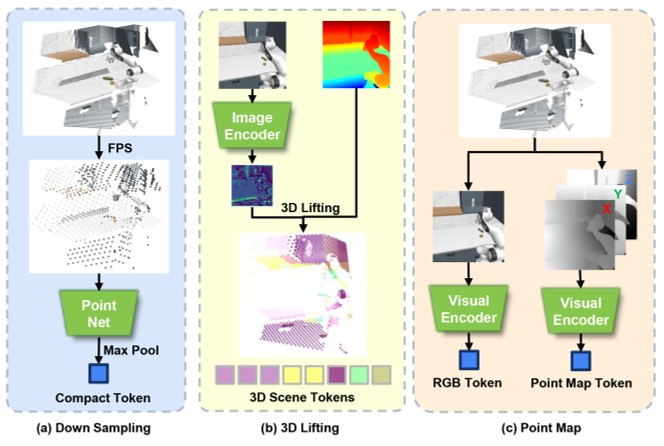 FPS
Point
Net
Max Pool
Compact Token
(a) Down Sampling
Image
Encoder
3D Lifting
3D Scene Tokens
(b) 3D Lifting
X
Y
Visual
Encoder
RGB Token
Visual
Encoder
Point Map Token
(c) Point Map